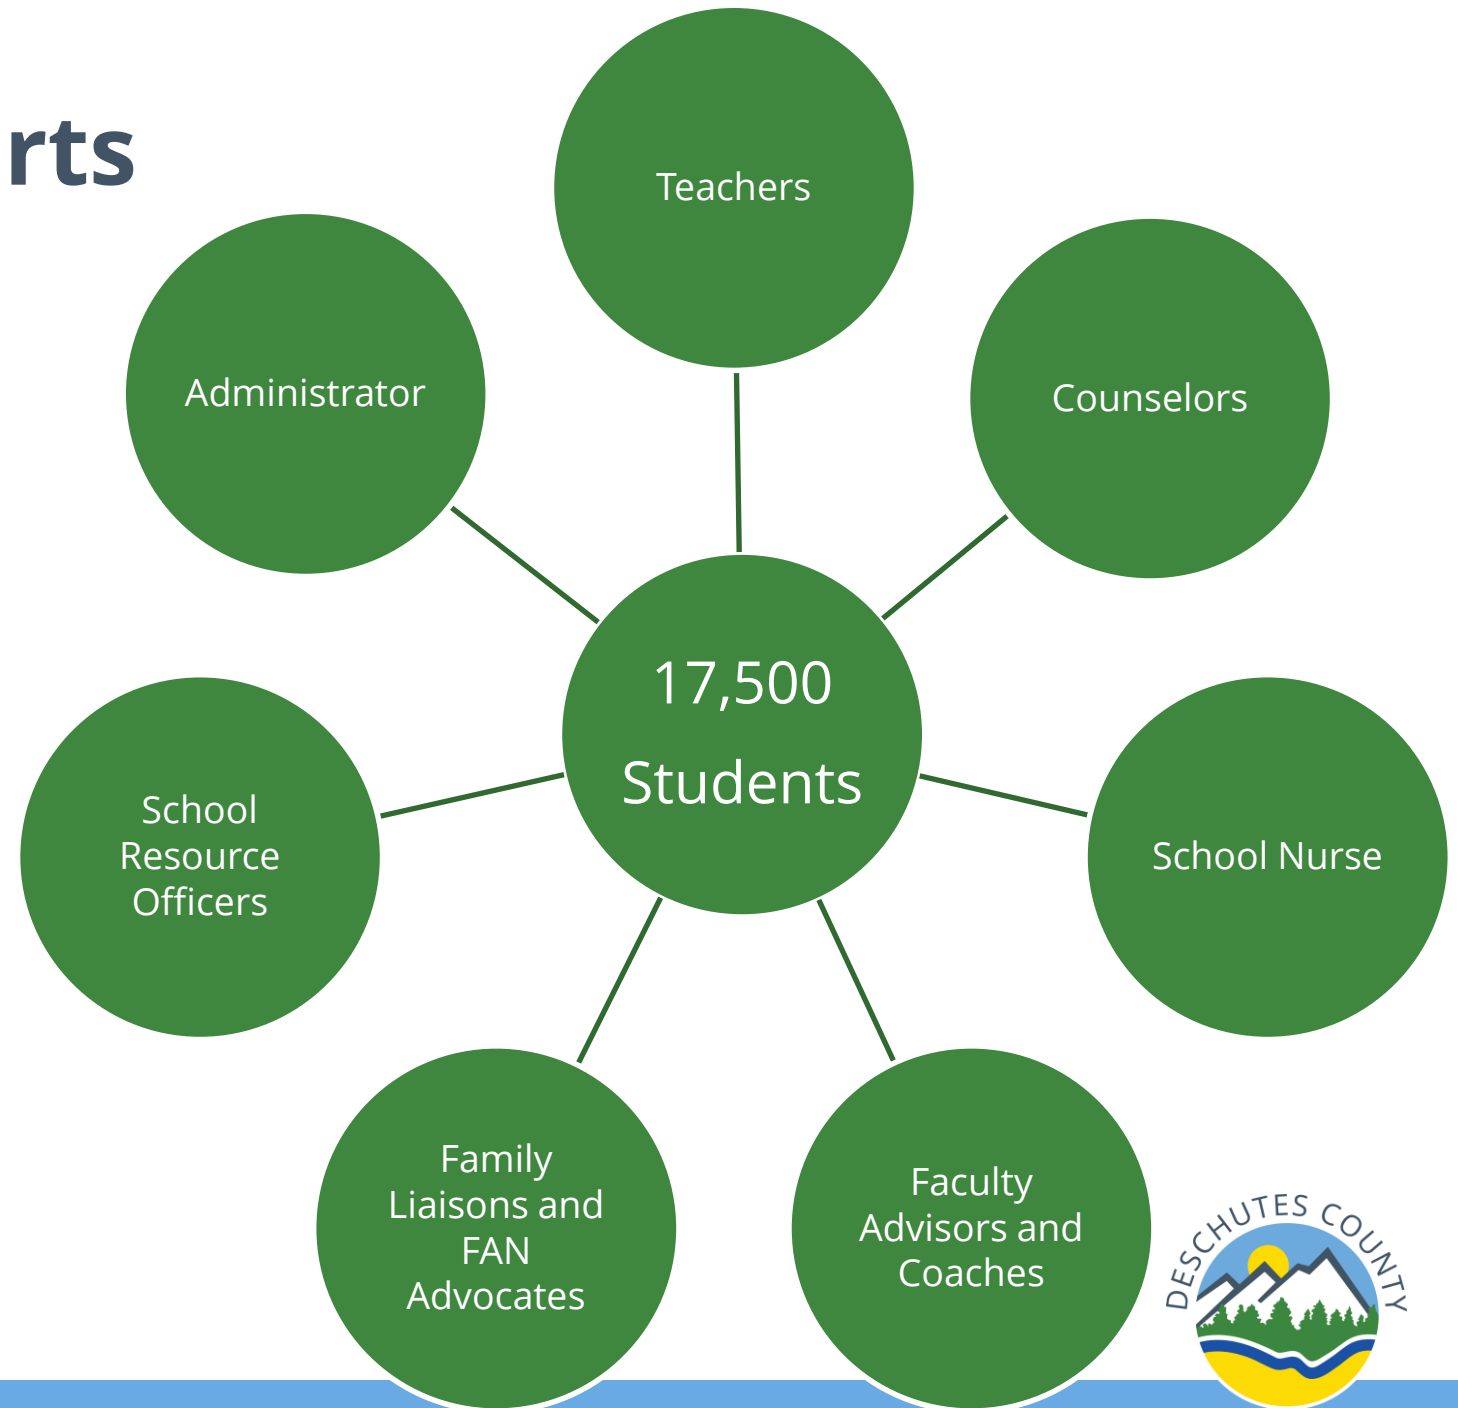 rts
Teachers
Administrator
Counselors
17,500
Students
School
Resource
Officers
School Nurse
Family
Liaisons and
FAN
Advocates
Faculty
Advisors and
Coaches
DESCHUTES COUNTY